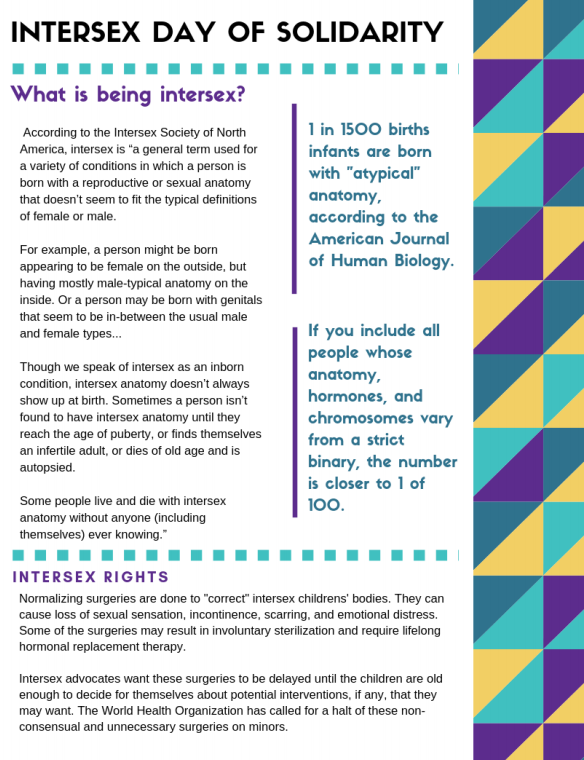 INTERSEX DAY OF SOLIDARITY
What is being intersex?
According to the Intersex Society of North
America, intersex is “a general term used for
a variety of conditions in which a person is
born with a reproductive or sexual anatomy
that doesn’t seem to fit the typical definitions
of female or male.
For example, a person might be born
appearing to be female on the outside, but
having mostly male-typical anatomy on the
inside. Or a person may be born with genitals
that seem to be in-between the usual male
and female types...
Though we speak of intersex as an inborn
condition, intersex anatomy doesn’t always
show up at birth. Sometimes a person isn’t
found to have intersex anatomy until they
reach the age of puberty, or finds themselves
an infertile adult, or dies of old age and is
autopsied.
Some people live and die with intersex
anatomy without anyone (including
themselves) ever knowing.”
1 in 1500 births
infants are born
with "atypical"
anatomy,
according to the
American Journal
of Human Biology.
If you include all
people whose
anatomy,
hormones, and
chromosomes vary
from a strict
binary, the number
is closer to 1 of
100.
INTERSEX RIGHTS
Normalizing surgeries are done to "correct" intersex childrens' bodies. They can
cause loss of sexual sensation, incontinence, scarring, and emotional distress.
Some of the surgeries may result in involuntary sterilization and require lifelong
hormonal replacement therapy.
Intersex advocates want these surgeries to be delayed until the children are old
enough to decide for themselves about potential interventions, if any, that they
may want. The World Health Organization has called for a halt of these non-
consensual and unnecessary surgeries on minors.